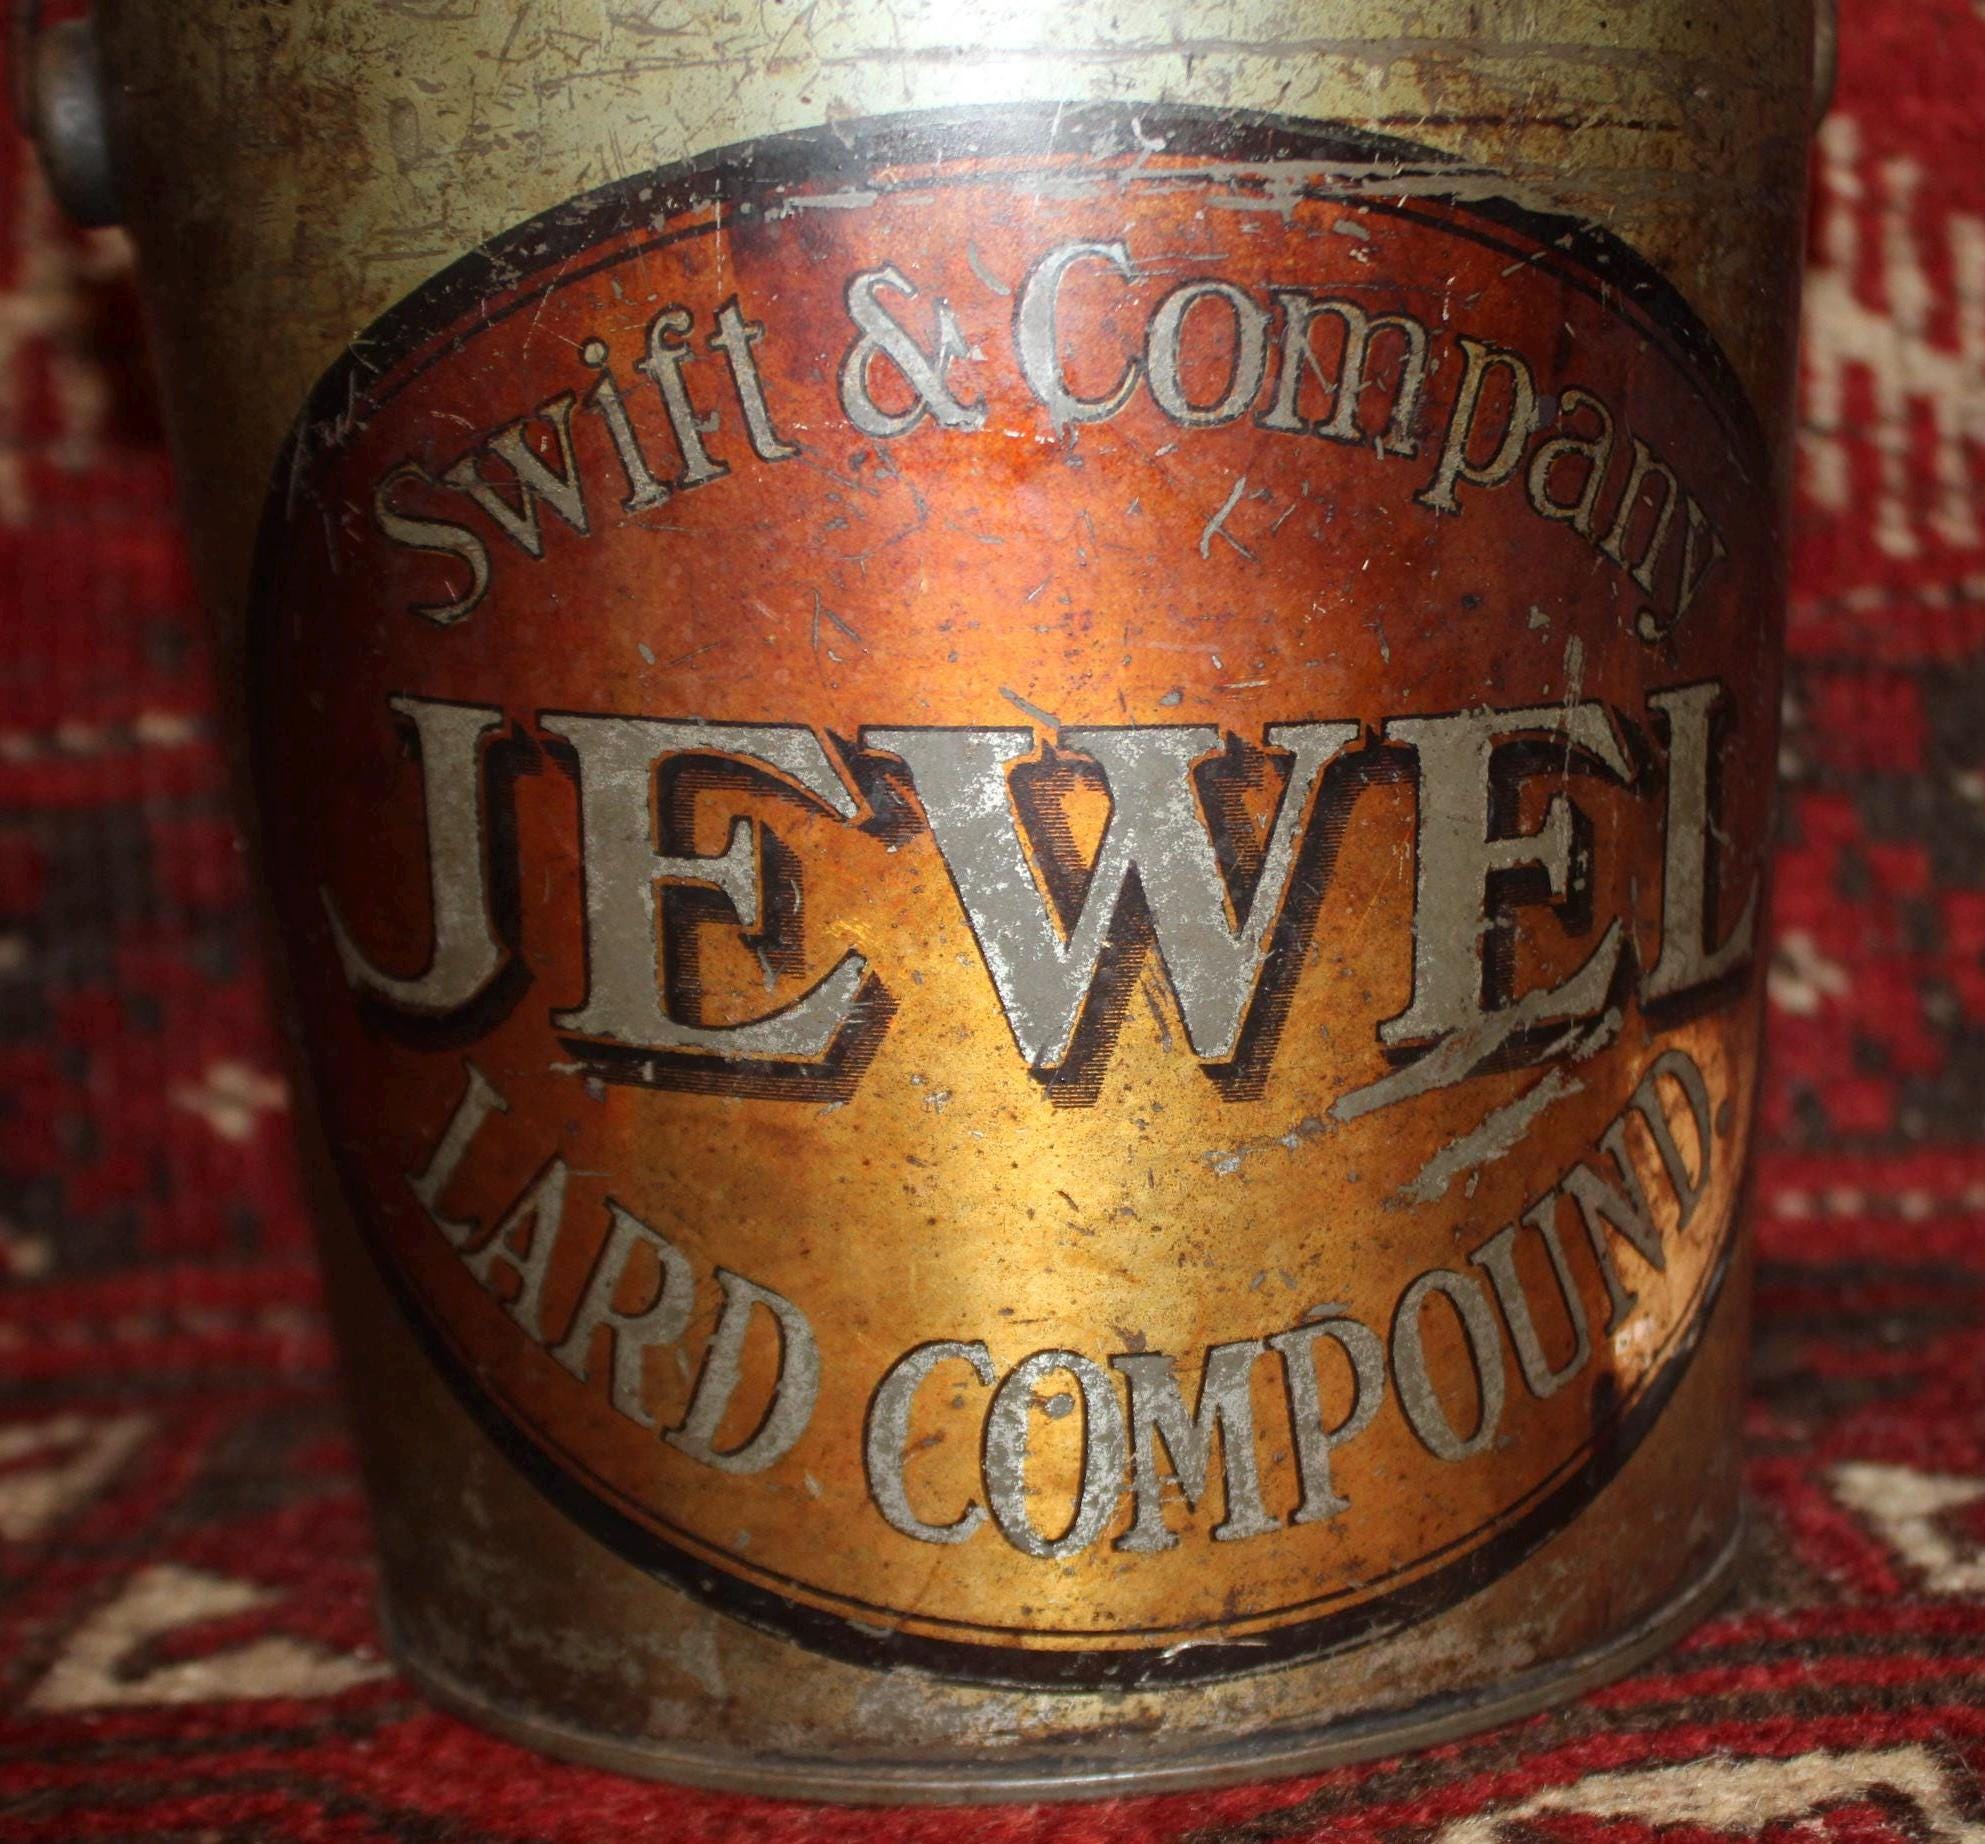 Swift & Company
JEWEL
LARD COMPOUND.